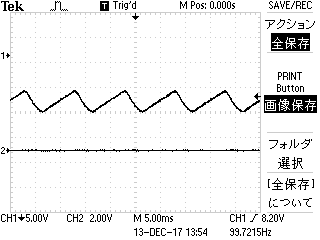 Tek Trig'd M Pos: 0.000s SAVE/REC
アクション
全保存
1
PRINT
Button
画像保存
2
フォルダ
選択
[全保存]
について
CH1 5.00V CH2 2.00V M 5.00ms CH1 8.20V
13-DEC-17 13:54 99.7215Hz